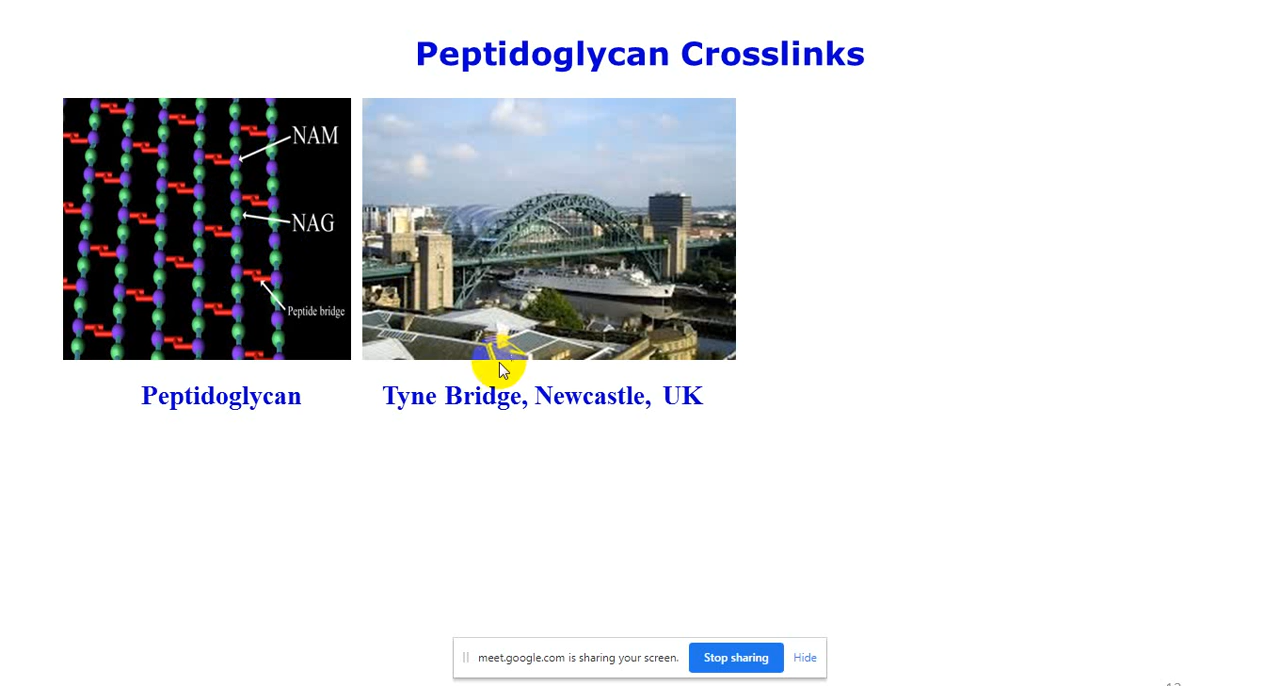 Peptidoglycan Crosslinks
NAM
NAG
Peptide bridge
Peptidoglycan
Tyne Bridge, Newcastle, UK
meet.google.com is sharing your screen.
Stop sharing
Hide